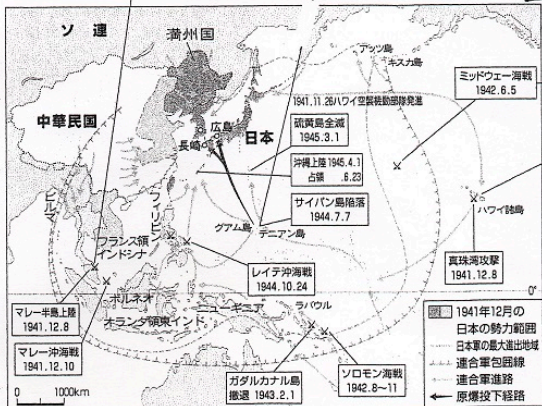 ソ連
満州国
アッツ島
キスカ島
ミッドウェー海戦
1942.6.5
1941.11.26ハワイ空襲機動部隊発進
中華民国
広島
日本
長崎
硫黄島全滅
1945.3.1
沖縄上陸 1945.4.1
占領 .6.23
サイパン島陥落
1944.7.7
ハワイ諸島
ビルマ
フィリピン
グアム島
テニアン島
フランス領
インドシナ
レイテ沖海戦
1944.10.24
真珠湾攻撃
1941.12.8
0°
ボルネオ
ニューギニア
マレー半島上陸
1941.12.8
オランダ領東インド
ラバウル
マレー沖海戦
1941.12.10
ガダルカナル島
撤退 1943.2.1
ソロモン海戦
1942.8~11
1941年12月の
日本の勢力範囲
日本軍の最大進出地域
連合軍包囲線
連合軍進路
原爆投下経路
0 1000km